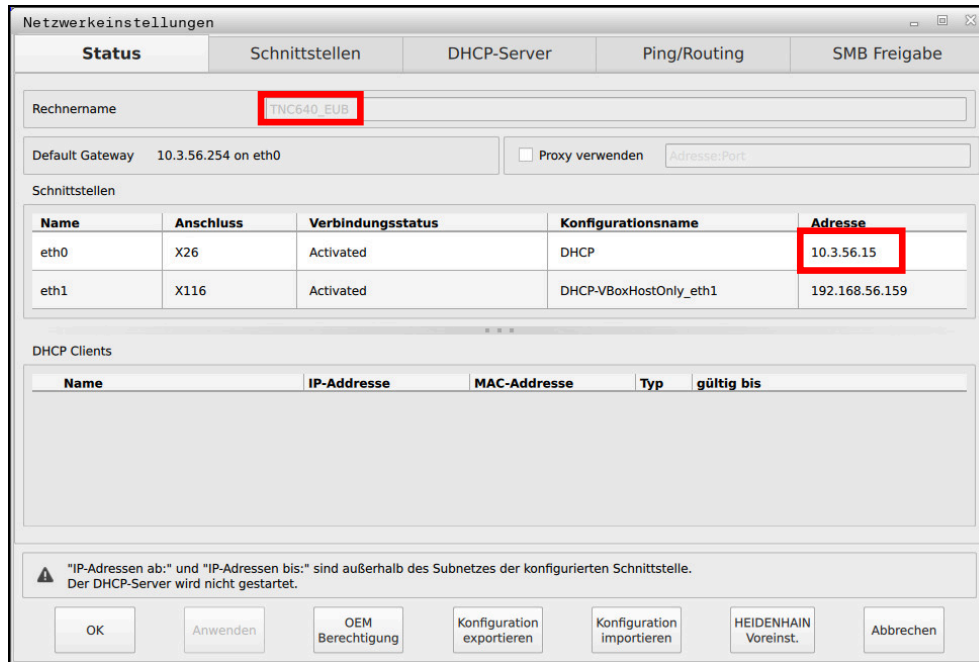 Netzwerkeinstellungen
Status Schnittstellen DHCP-Server Ping/Routing SMB Freigabe
Rechnername TNC640_EUB
Default Gateway 10.3.56.254 on eth0 Proxy verwenden Adresse:Port
Schnittstellen
Name Anschluss Verbindungsstatus Konfigurationsname Adresse
eth0 X26 Activated DHCP 10.3.56.15
eth1 X116 Activated DHCP-VBoxHostOnly_eth1 192.168.56.159
DHCP Clients
Name IP-Addresse MAC-Addresse Typ gültig bis
"IP-Adressen ab:" und "IP-Adressen bis:" sind außerhalb des Subnetzes der konfigurierten Schnittstelle.
Der DHCP-Server wird nicht gestartet.
OK Anwenden OEM Berechtigung Konfiguration exportieren Konfiguration importieren HEIDENHAIN Voreinst. Abbrechen